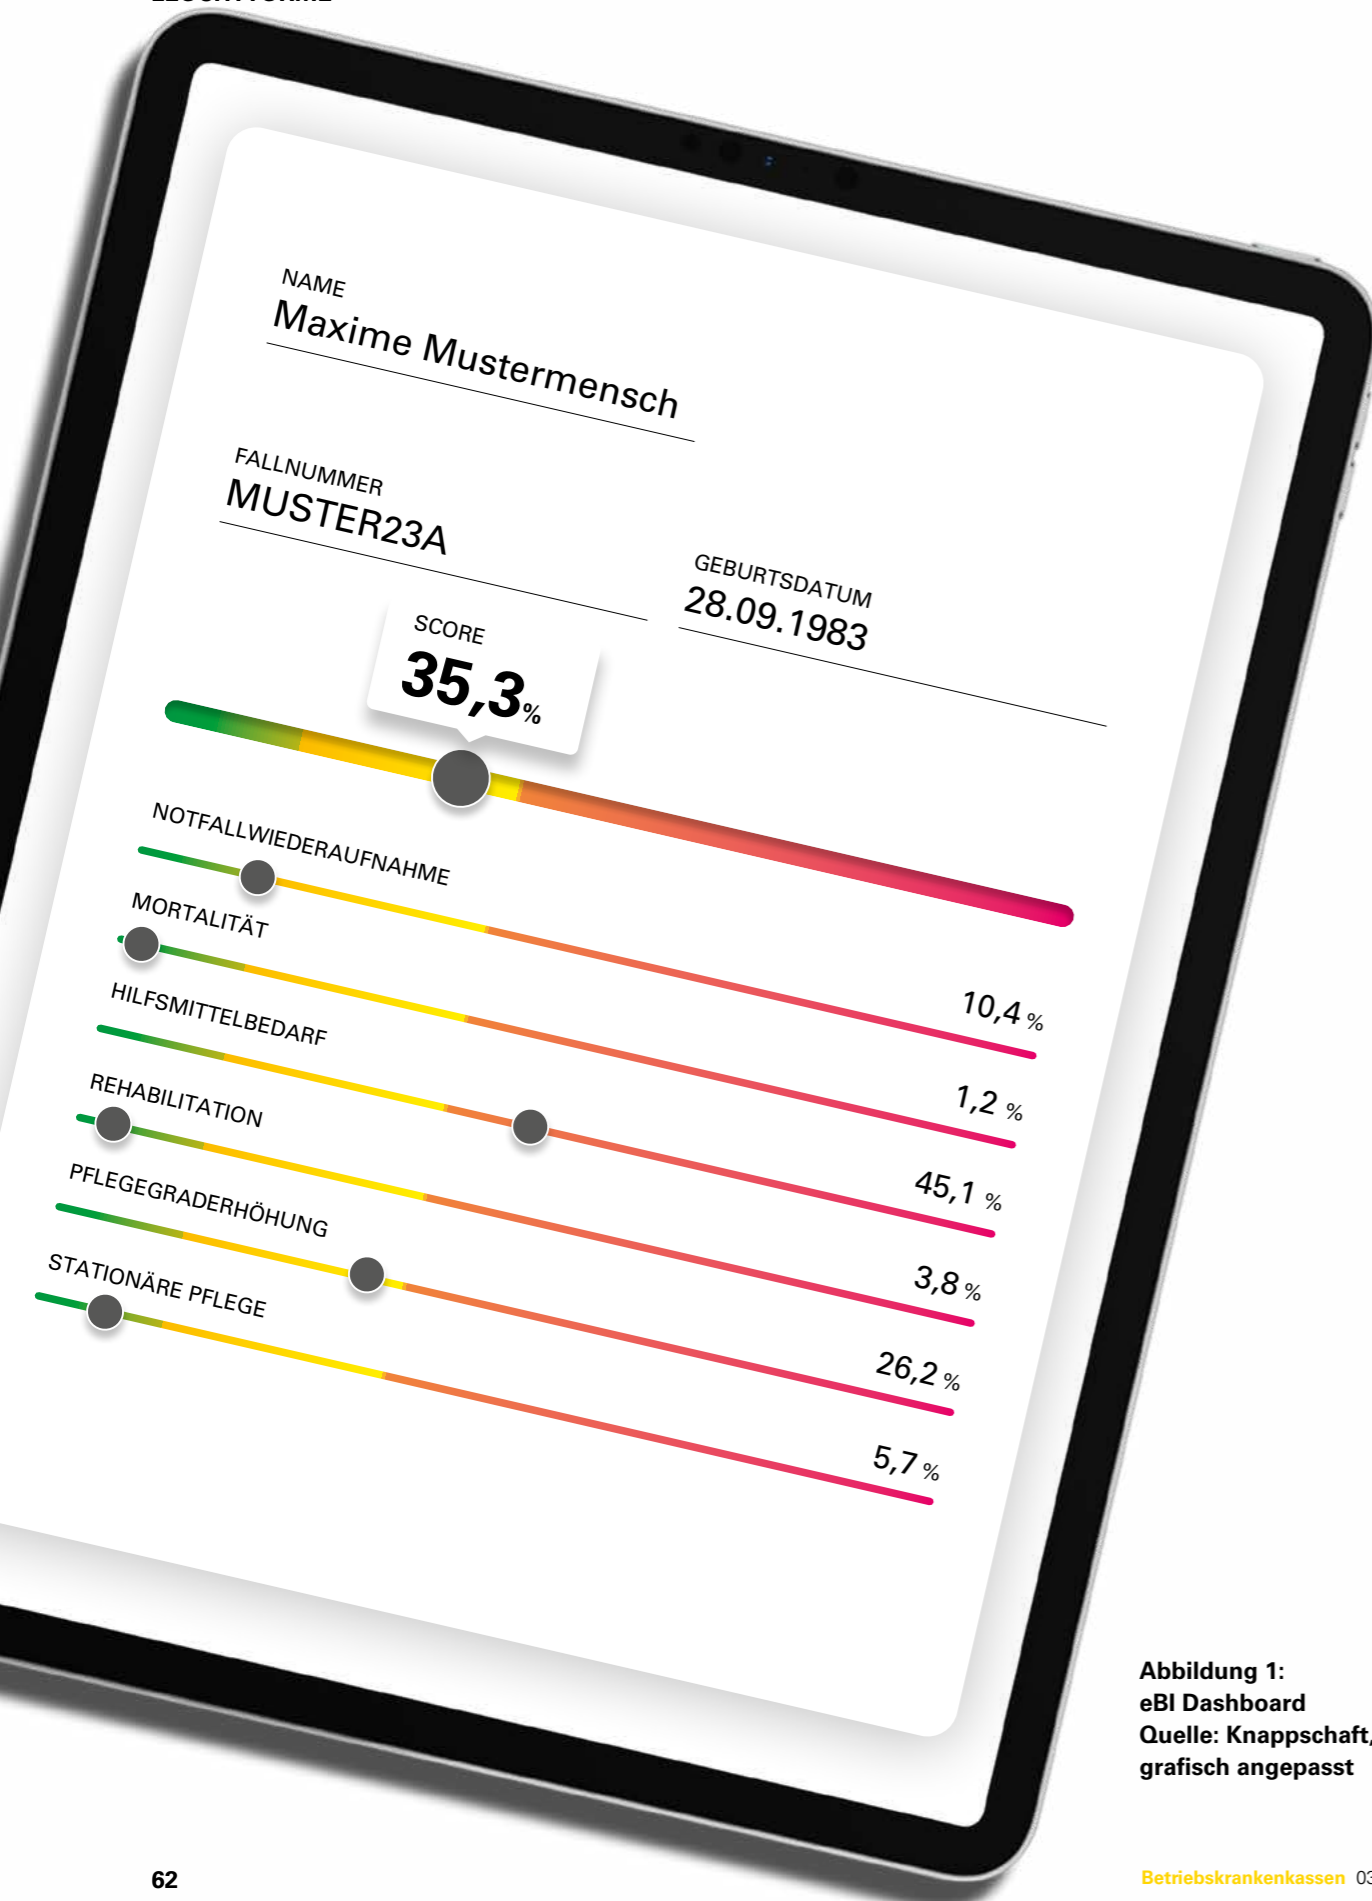 NAME
Maxime Mustermensch
FALLNUMMER
MUSTER23A
GEBURTSDATUM
28.09.1983
SCORE
35,3%
NOTFALLWIEDERAUFNAHME
10,4 %
MORTALITÄT
1,2 %
HILFSMITTELBEDARF
45,1 %
REHABILITATION
3,8 %
PFLEGEGRADERHÖHUNG
26,2 %
STATIONÄRE PFLEGE
5,7 %
Abbildung 1:
eBI Dashboard
Quelle: Knappschaft,
grafisch angepasst
62
Betriebskrankenkassen 03